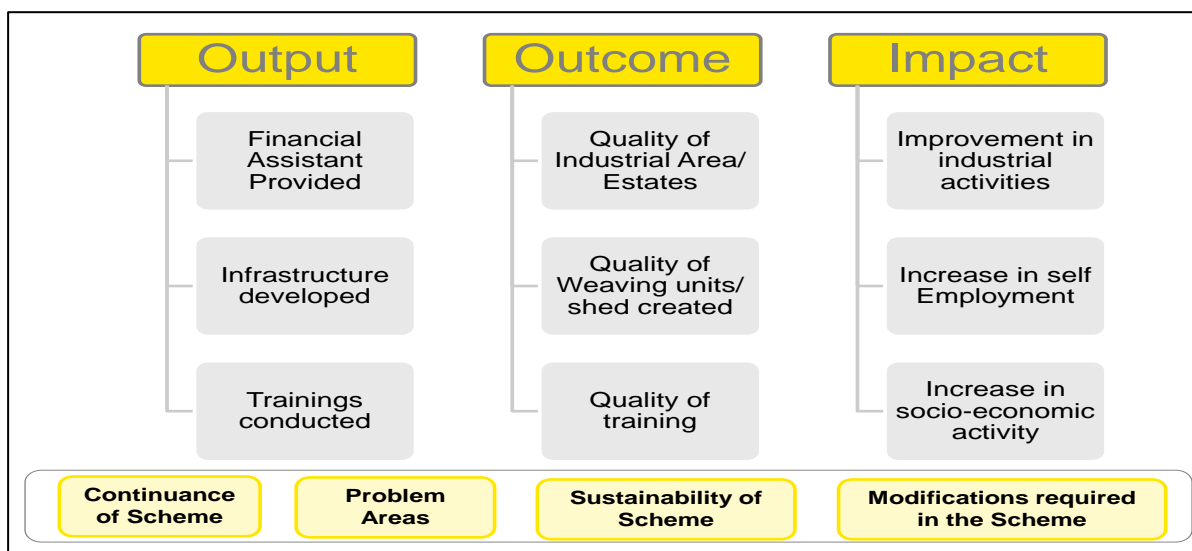 Output
Financial
Assistant
Provided
Infrastructure
developed
Trainings
conducted
Outcome
Quality of
Industrial Area/
Estates
Quality of
Weaving units/
shed created
Quality of
training
Impact
Improvement in
industrial
activities
Increase in self
Employment
Increase in
socio-economic
activity
Continuance
of Scheme
Problem
Areas
Sustainability of
Scheme
Modifications required
in the Scheme